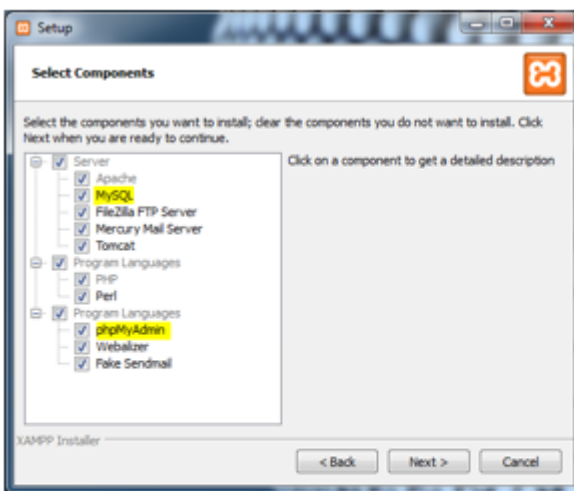 Setup
Select Components
Select the components you want to install; clear the components you do not want to install. Click
Next when you are ready to continue.
Server
Apache
MySQL
FileZilla FTP Server
Mercury Mail Server
Tomcat
Program Languages
PHP
Perl
Program Languages
phpMyAdmin
Webalizer
Fake Sendmail
Click on a component to get a detailed description
XAMPP Installer
< Back
Next >
Cancel